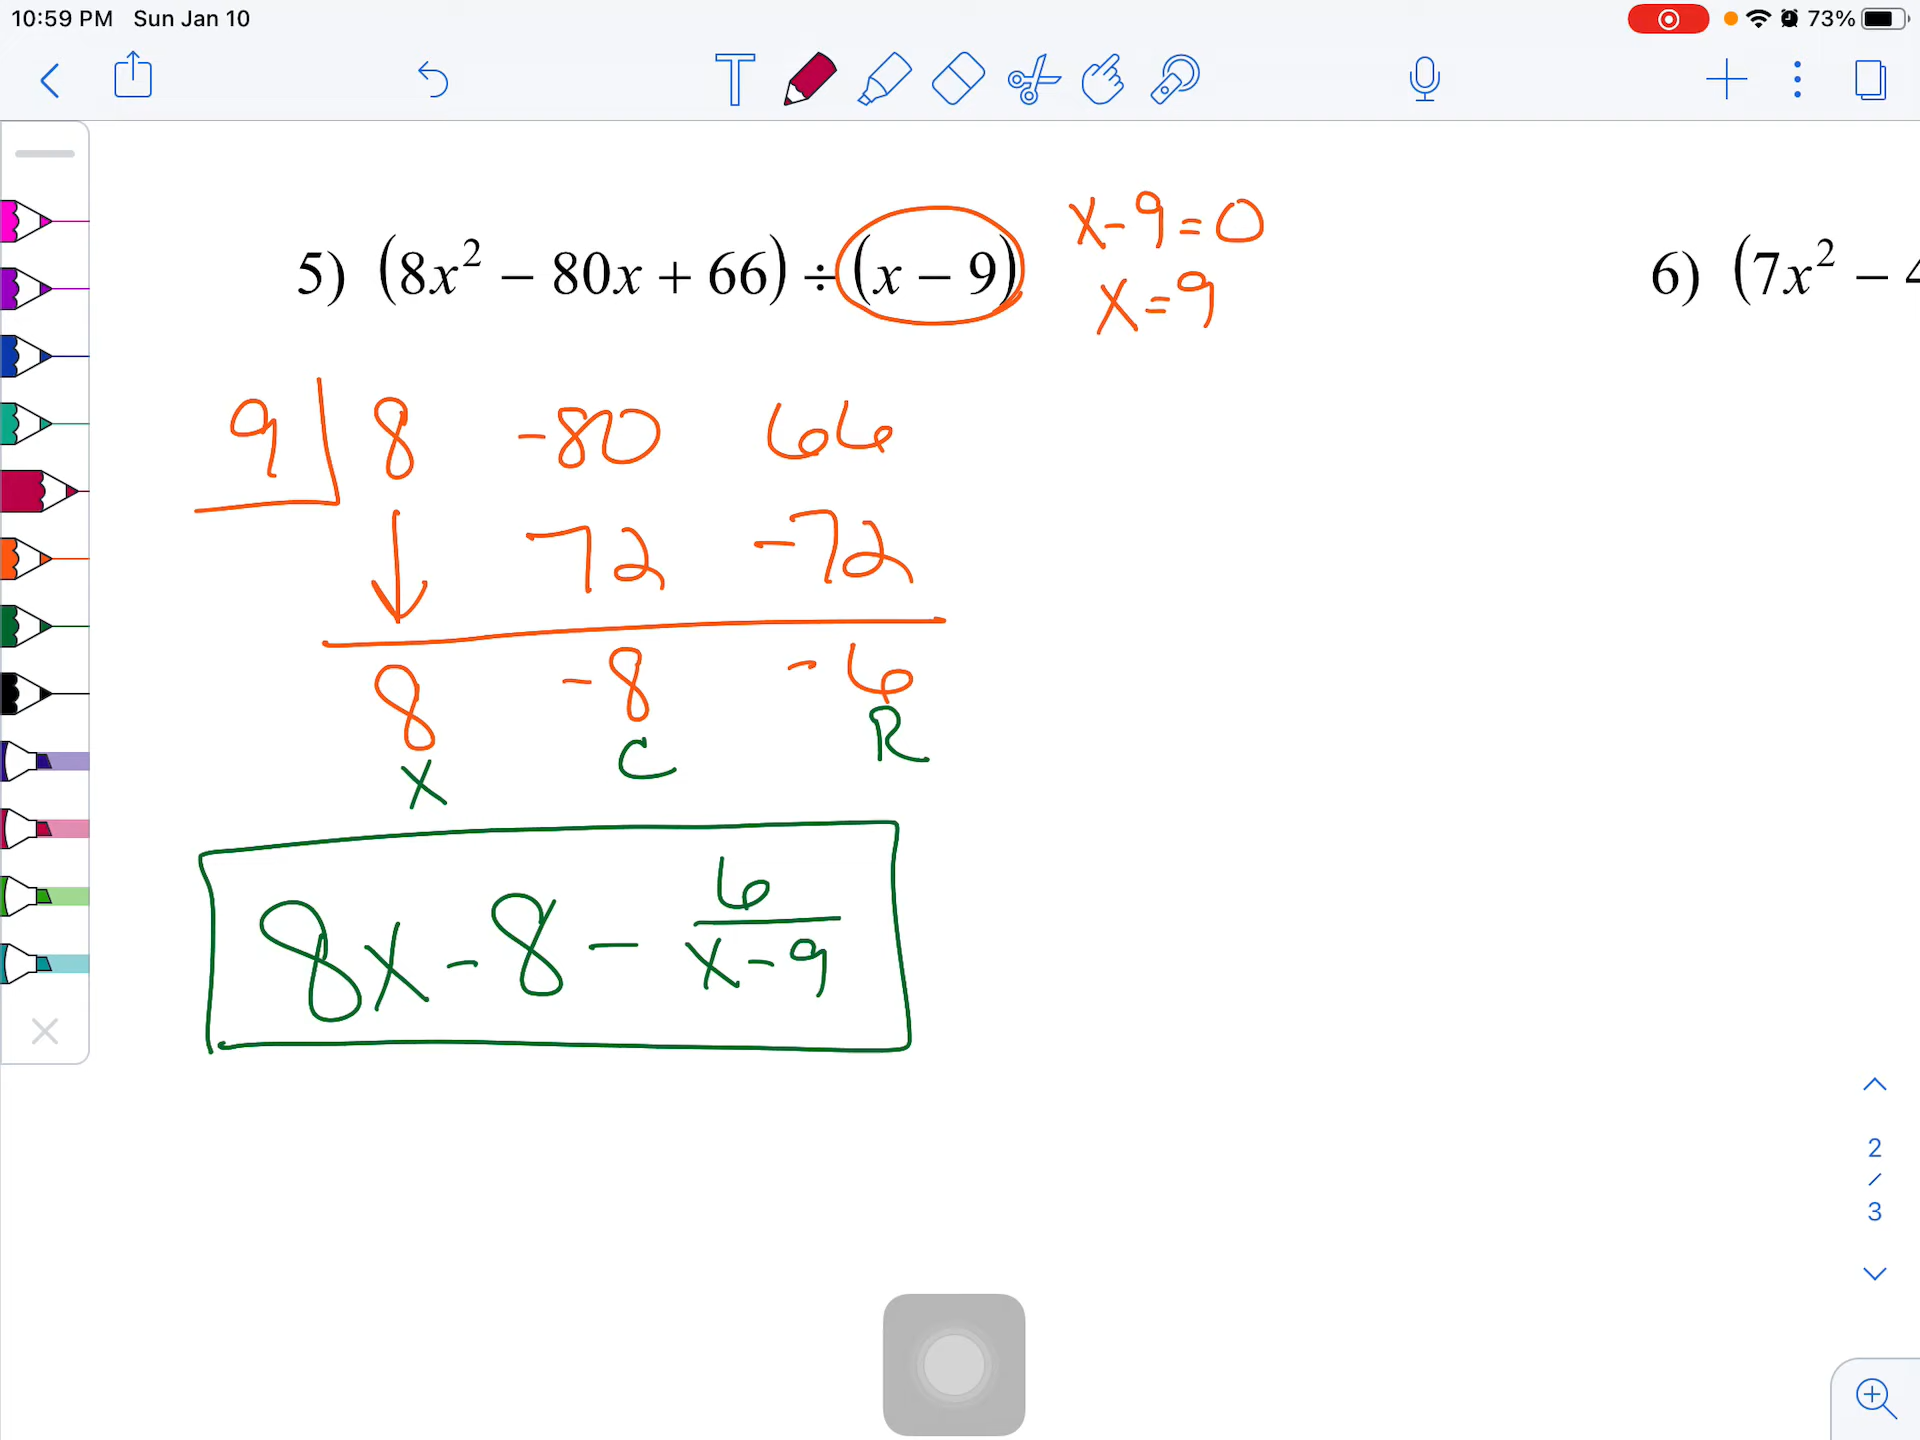 10:59 PM Sun Jan 10 73%
T
5) (8x² − 80x + 66) ÷ (x − 9)
x-9=0
x=9
6) (7x² −
9 8 -80 66
72 -72
8 -8 -6
x c R
8x - 8 - 6/(x-9)
2
/
3